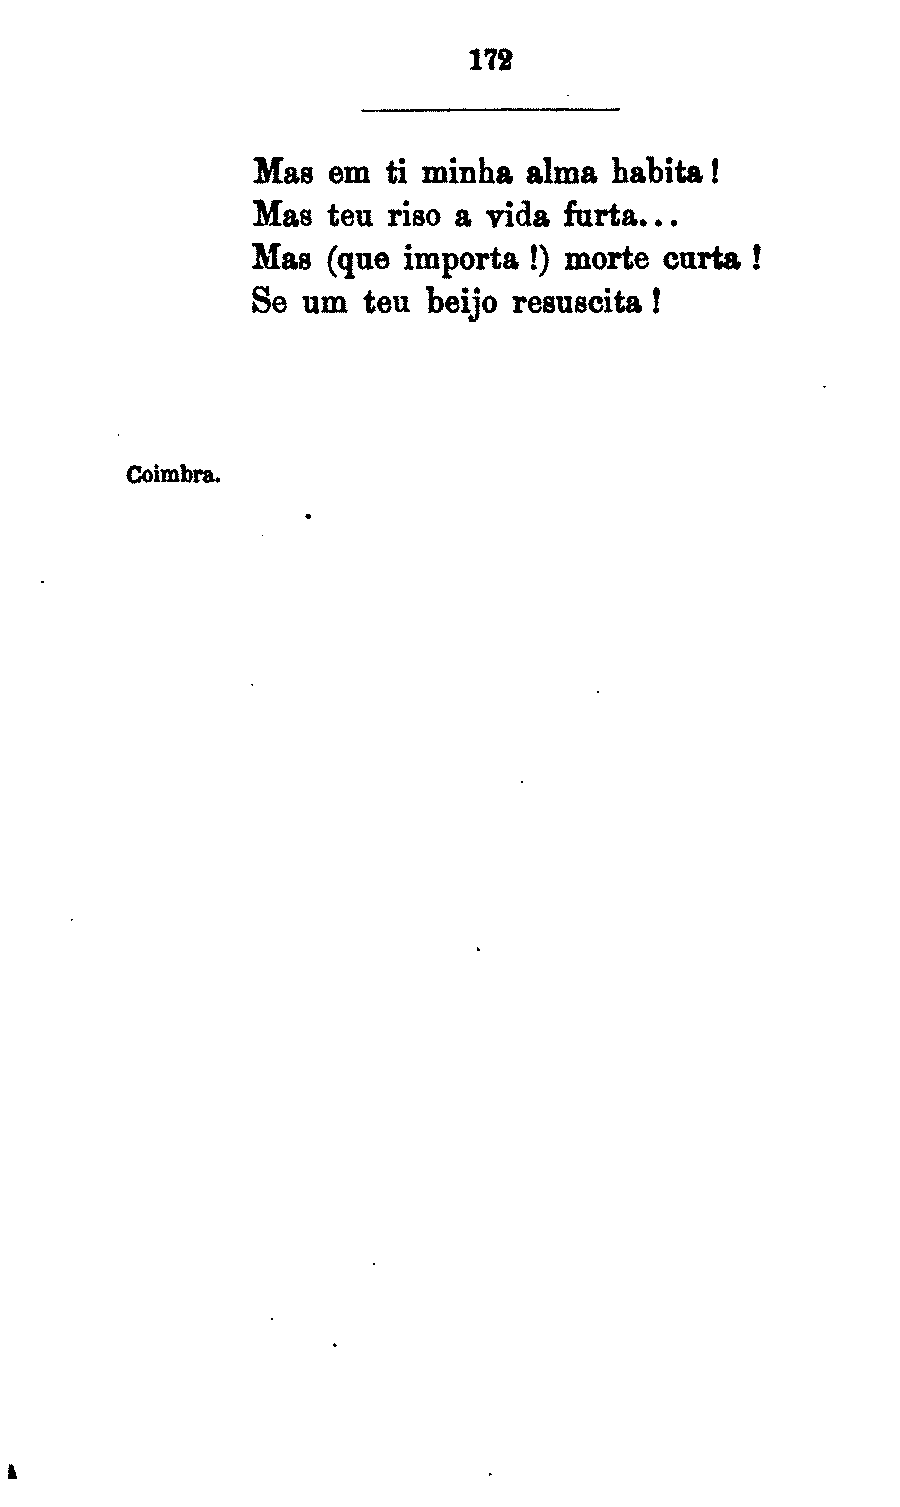 172
Mas em ti minha alma habita !
Mas teu riso a vida furta...
Mas (que importa !) morte curta !
Se um teu beijo resuscita !
Coimbra.